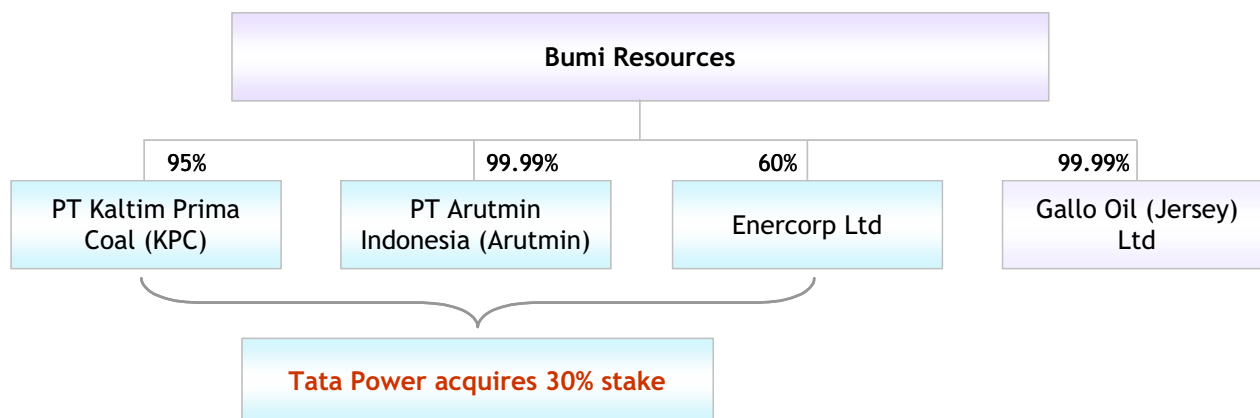 Bumi Resources
95%
99.99%
60%
99.99%
PT Kaltim Prima
Coal (KPC)
PT Arutmin
Indonesia (Arutmin)
Enercorp Ltd
Gallo Oil (Jersey)
Ltd
Tata Power acquires 30% stake